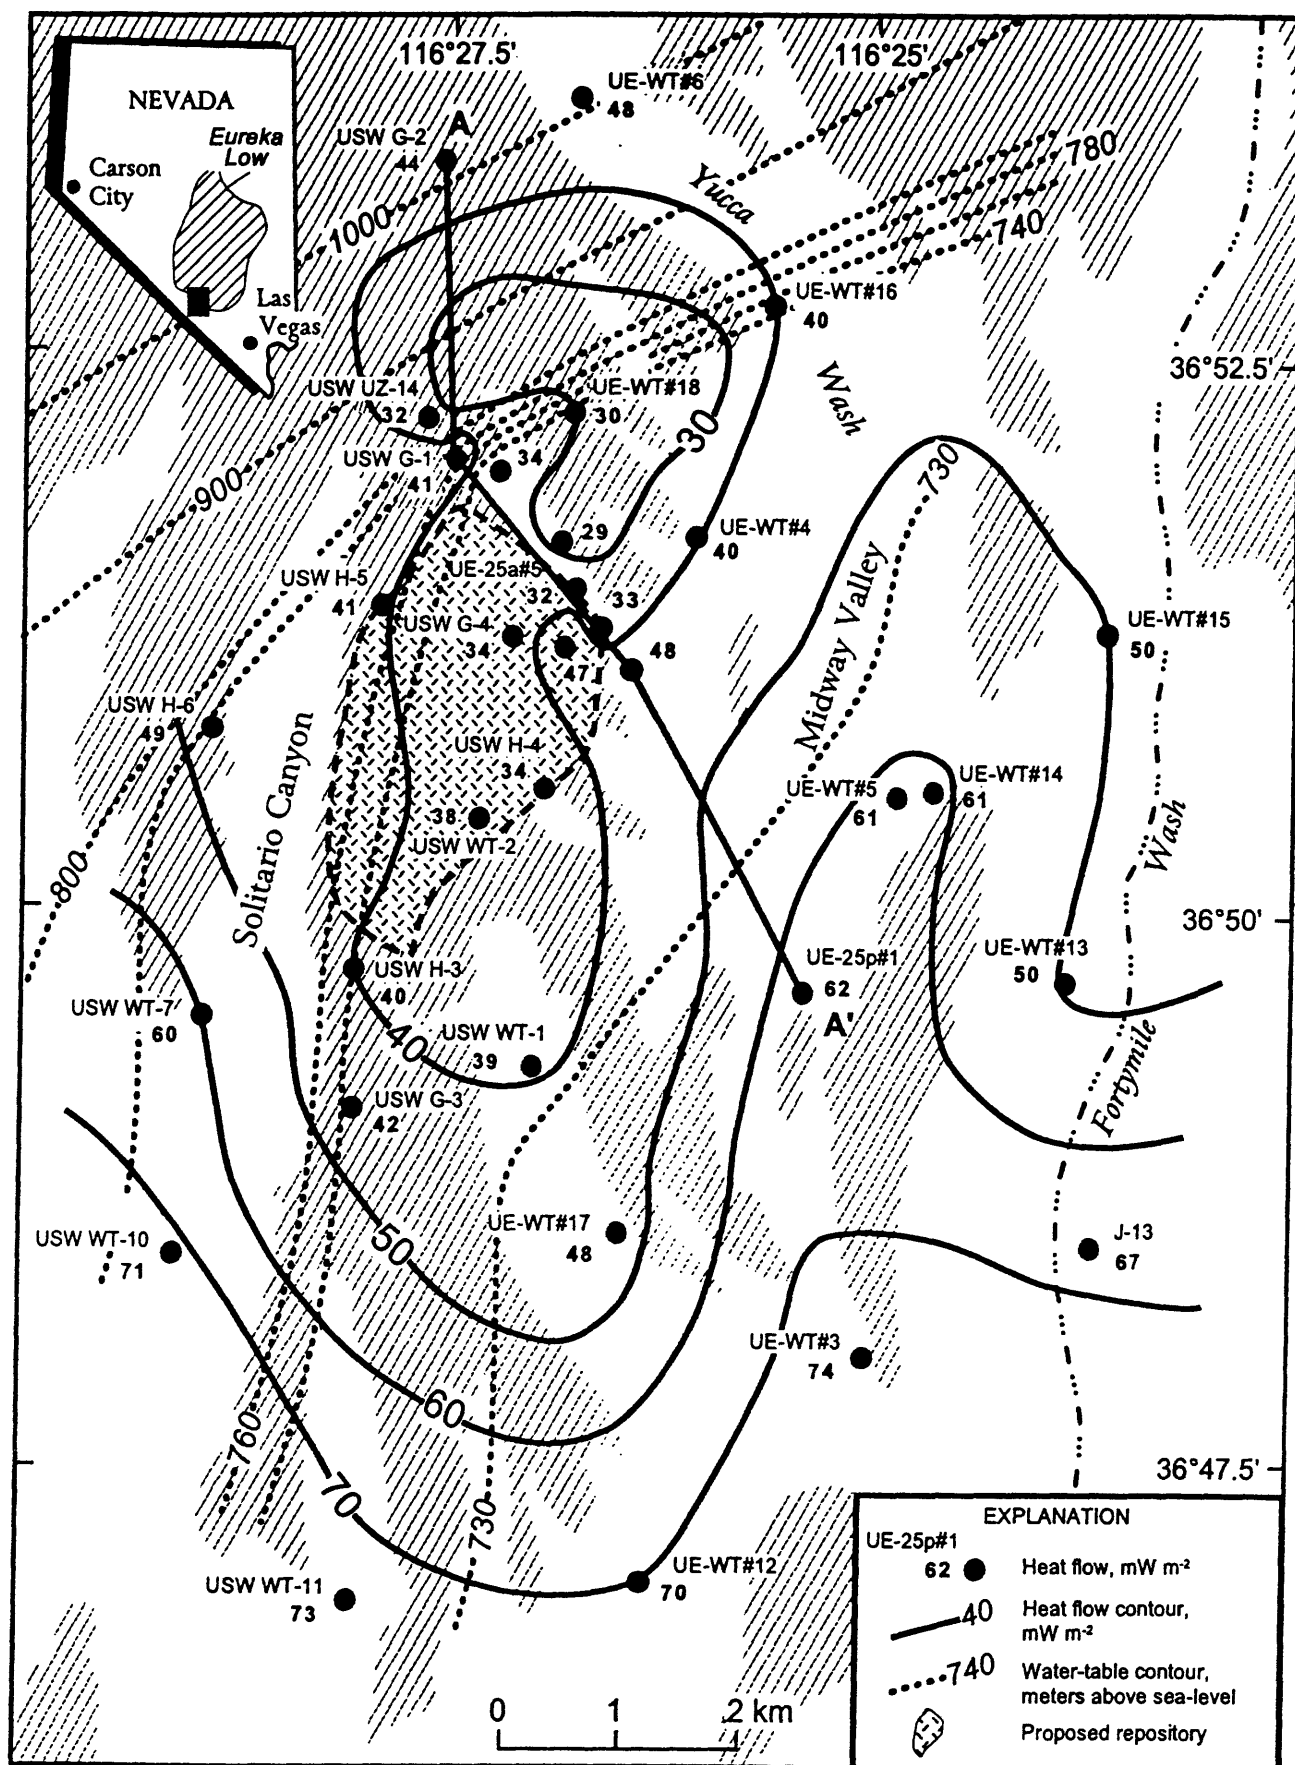 116°27.5'
116°25'
NEVADA
Eureka
Low
Carson
City
Las
Vegas
UE-WT#6
48
USW G-2
44
A
Yucca
780
1000
740
UE-WT#16
40
36°52.5'
Wash
USW UZ-14
32
UE-WT#18
30
30
USW G-1
41
34
900
730
29
UE-WT#4
40
UE-25a#5
32
33
USW H-5
41
USW G-4
34
47
48
Midway Valley
UE-WT#15
50
USW H-6
49
Solitario Canyon
USW H-4
34
38
USW WT-2
UE-WT#5
61
UE-WT#14
61
Wash
800
36°50'
USW H-3
40
UE-25p#1
62
A'
UE-WT#13
50
USW WT-7
60
40
USW WT-1
39
Fortymile
USW G-3
42
USW WT-10
71
50
UE-WT#17
48
J-13
67
UE-WT#3
74
60
760
70
730
36°47.5'
USW WT-11
73
UE-WT#12
70
0 1 2 km
EXPLANATION
UE-25p#1
62 Heat flow, mW m⁻²
40 Heat flow contour,
mW m⁻²
740 Water-table contour,
meters above sea-level
Proposed repository